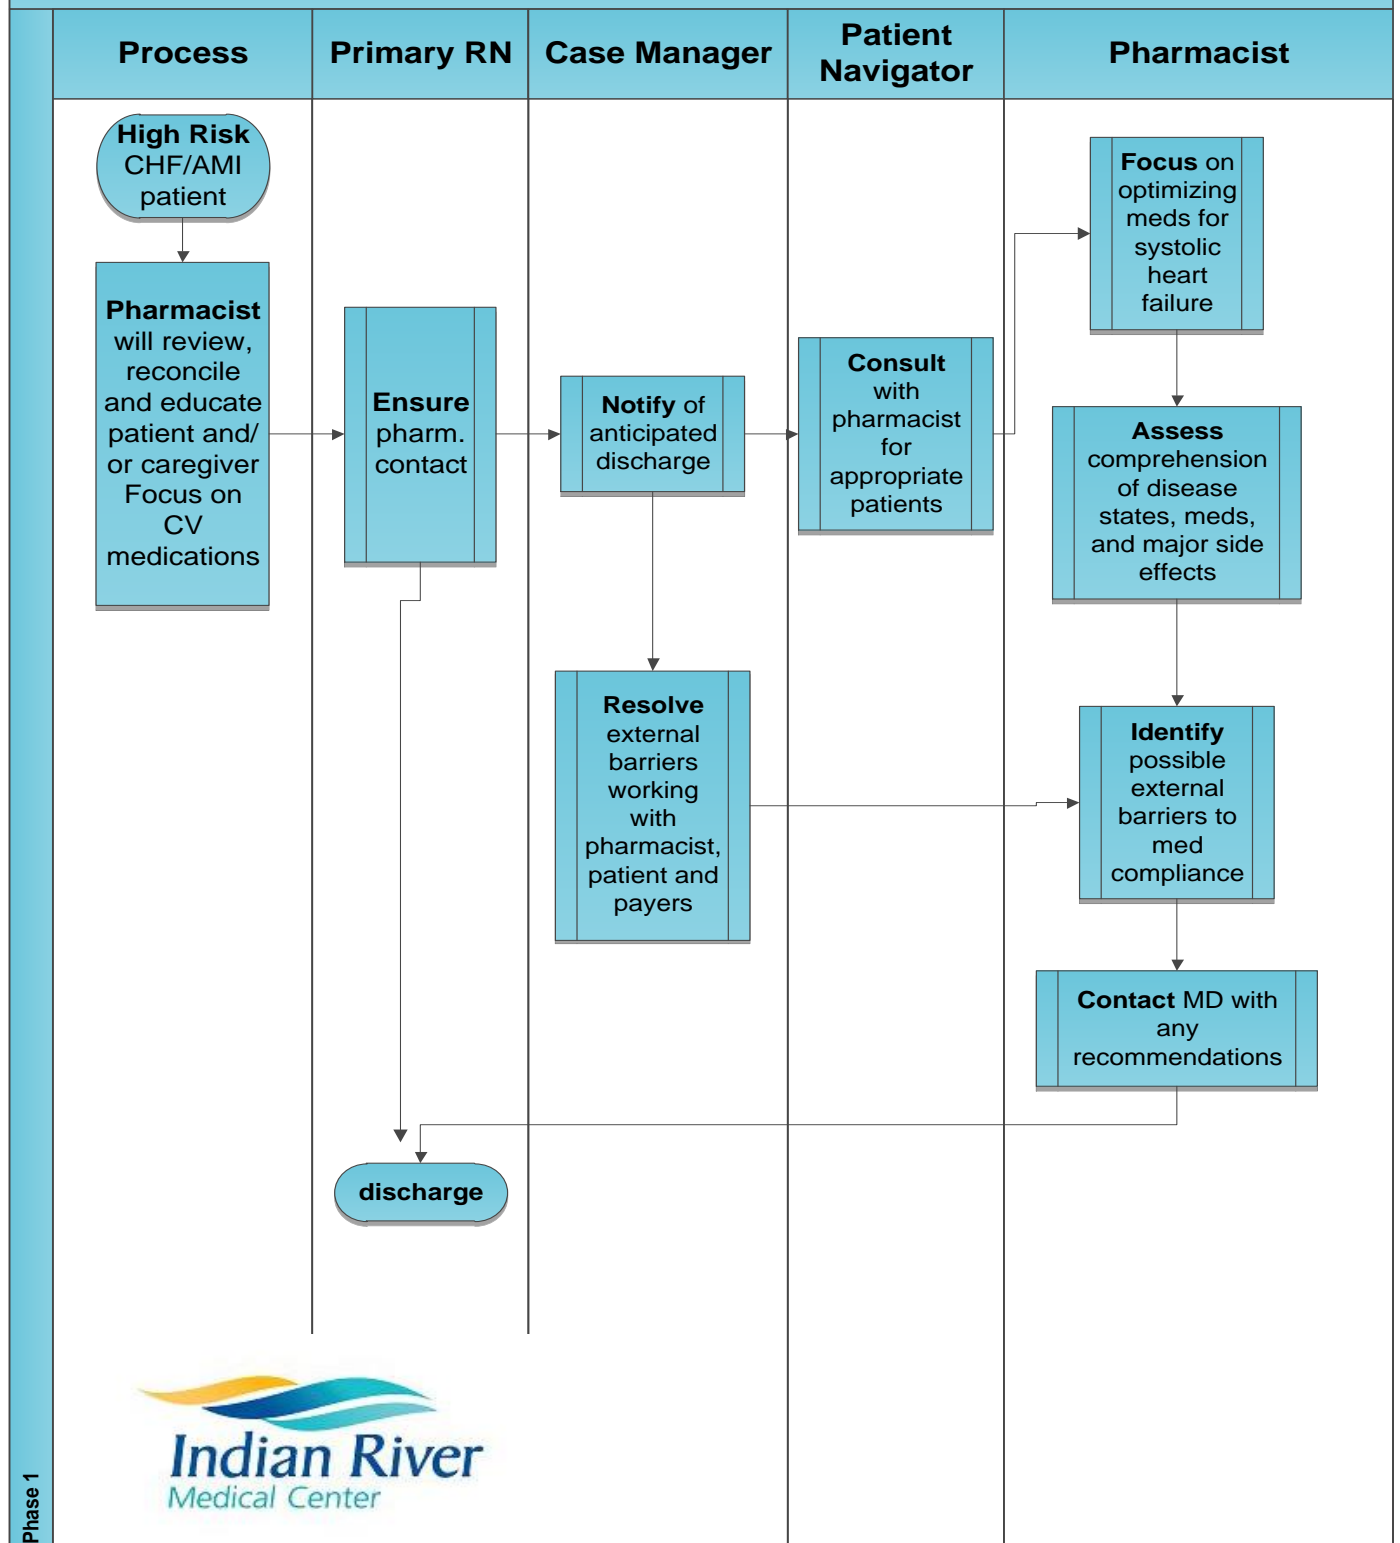 Process
Primary RN
Case Manager
Patient
Navigator
Pharmacist
High Risk
CHF/AMI
patient
Pharmacist
will review,
reconcile
and educate
patient and/
or caregiver
Focus on
CV
medications
Ensure
pharm.
contact
Notify of
anticipated
discharge
Resolve
external
barriers
working
with
pharmacist,
patient and
payers
Consult
with
pharmacist
for
appropriate
patients
Focus on
optimizing
meds for
systolic
heart
failure
Assess
comprehension
of disease
states, meds,
and major side
effects
Identify
possible
external
barriers to
med
compliance
Contact MD with
any
recommendations
discharge
Indian River
Medical Center
Phase 1